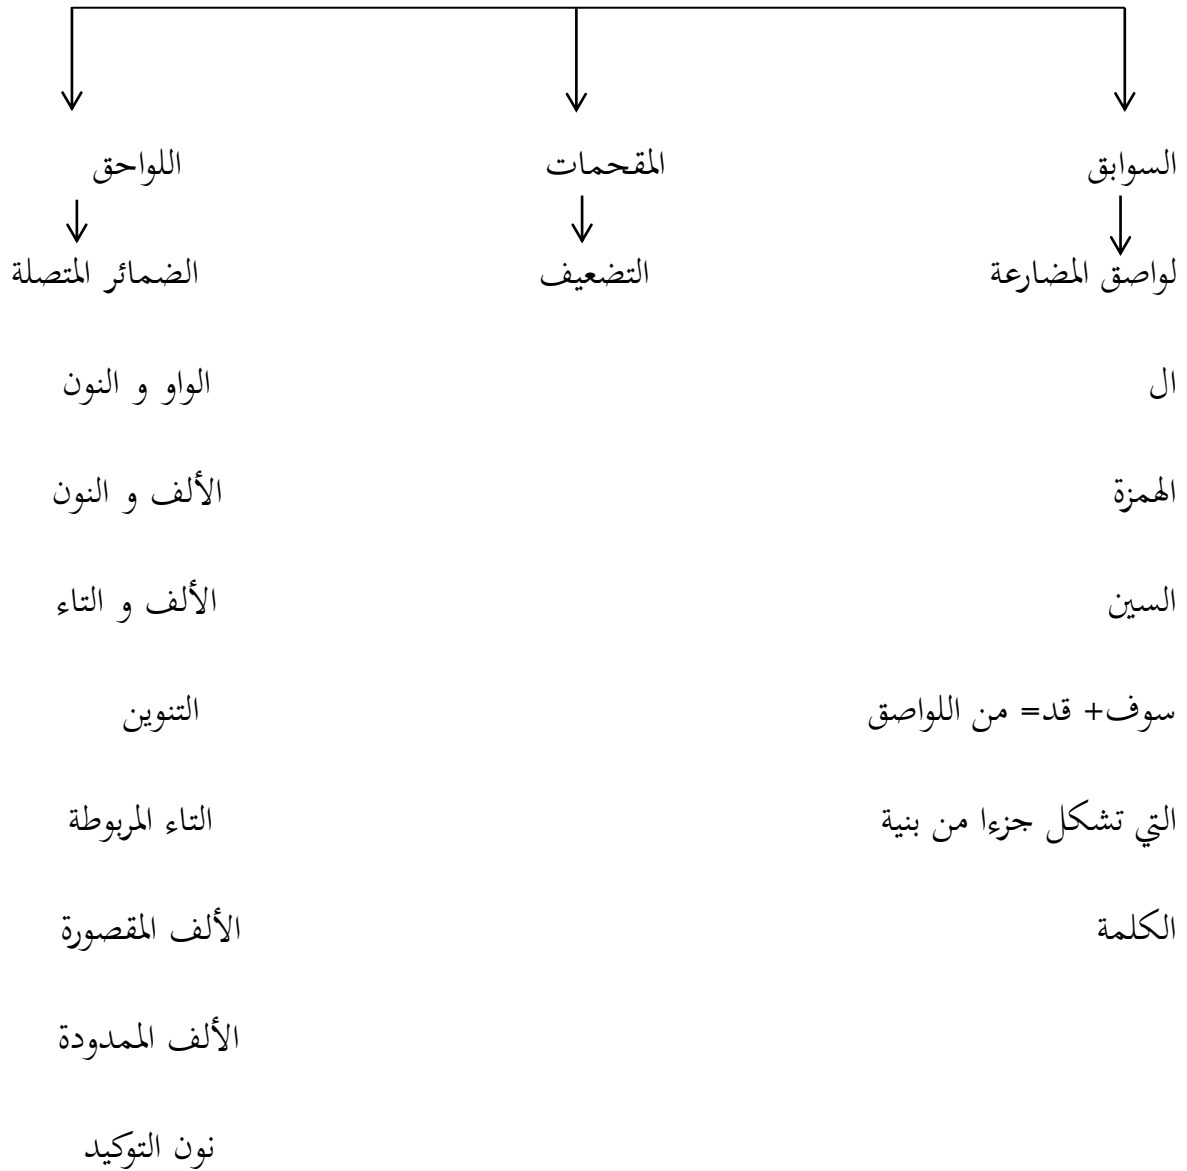 السوابق المقحمات اللواحق
لواصق المضارعة التضعيف الضمائر المتصلة
ال الواو و النون
الهمزة الألف و النون
السين الألف و التاء
سوف+ قد= من اللواصق التنوين
التي تشكل جزءا من بنية التاء المربوطة
الكلمة الألف المقصورة
الألف الممدودة
نون التوكيد